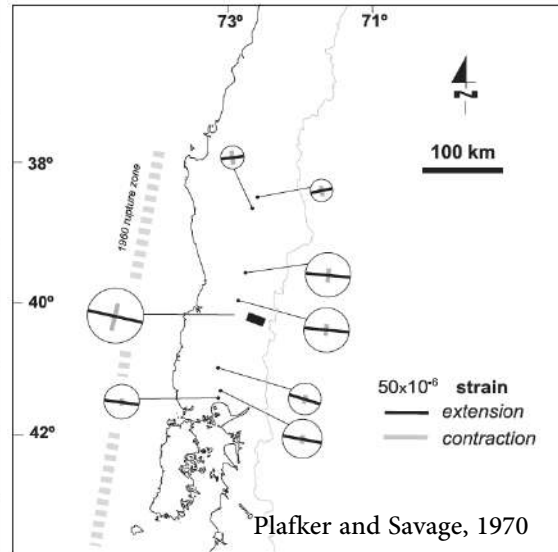 73º 71º
N
100 km
38º
1960 rupture zone
40º
50x10⁻⁶ strain
extension
contraction
42º
Plafker and Savage, 1970